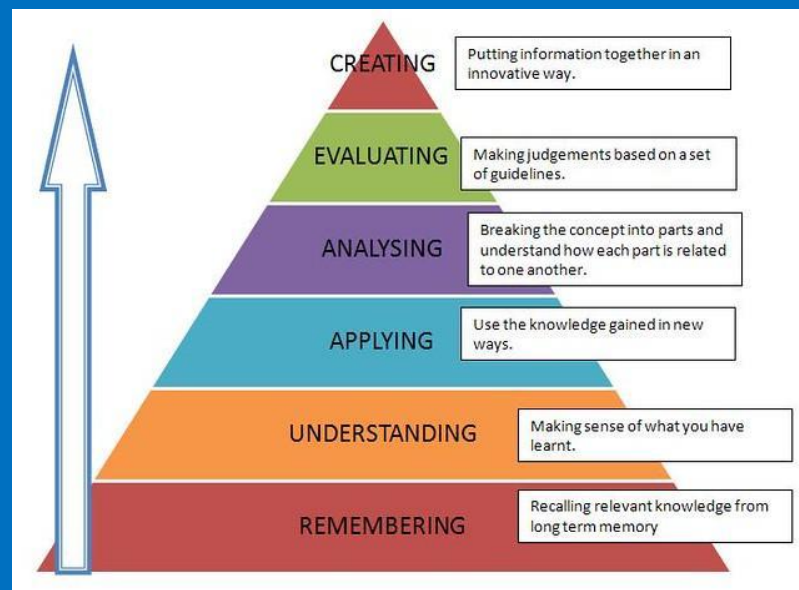 CREATING
Putting information together in an
innovative way.
EVALUATING
Making judgements based on a set
of guidelines.
ANALYSING
Breaking the concept into parts and
understand how each part is related
to one another.
APPLYING
Use the knowledge gained in new
ways.
UNDERSTANDING
Making sense of what you have
learnt.
REMEMBERING
Recalling relevant knowledge from
long term memory